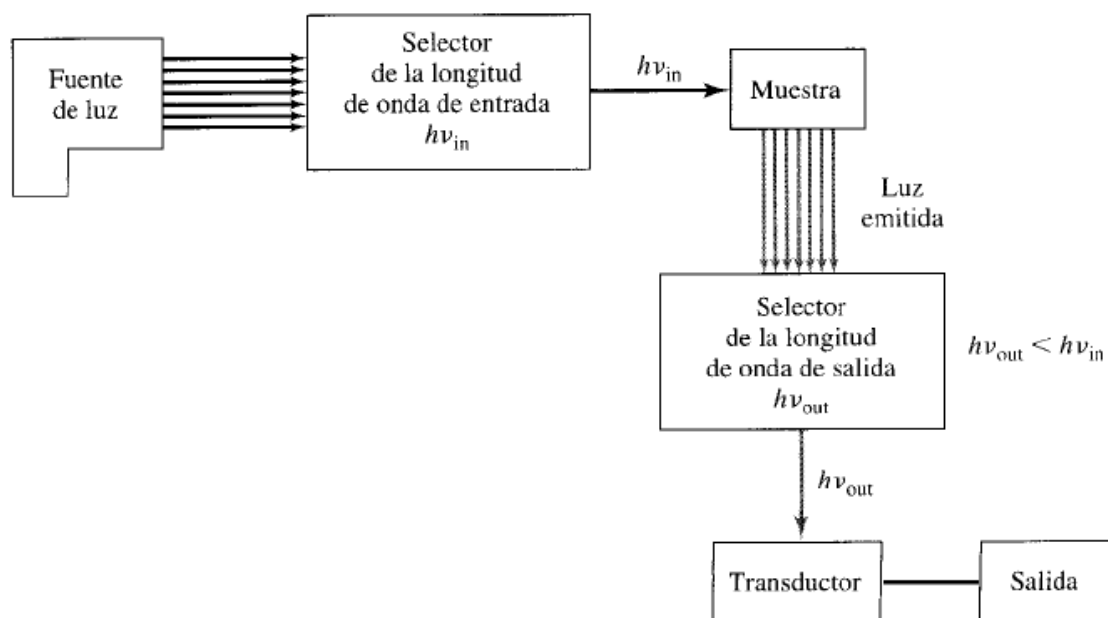 Fuente
de luz
Selector
de la longitud
de onda de entrada
hν_in
hν_in
Muestra
Luz
emitida
Selector
de la longitud
de onda de salida
hν_out
hν_out < hν_in
hν_out
Transductor
Salida